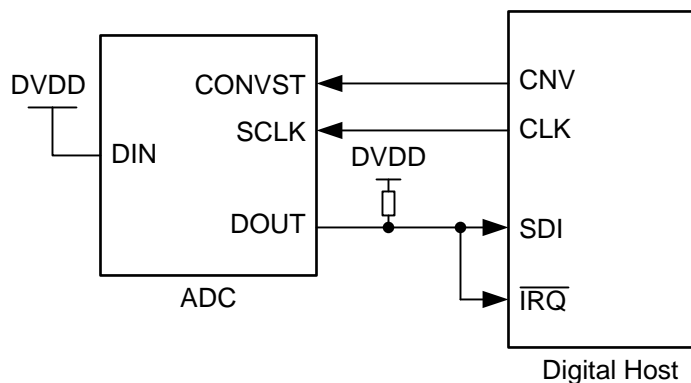 DVDD
DIN
CONVST
SCLK
DVDD
DOUT
ADC
CNV
CLK
SDI
IRQ
Digital Host